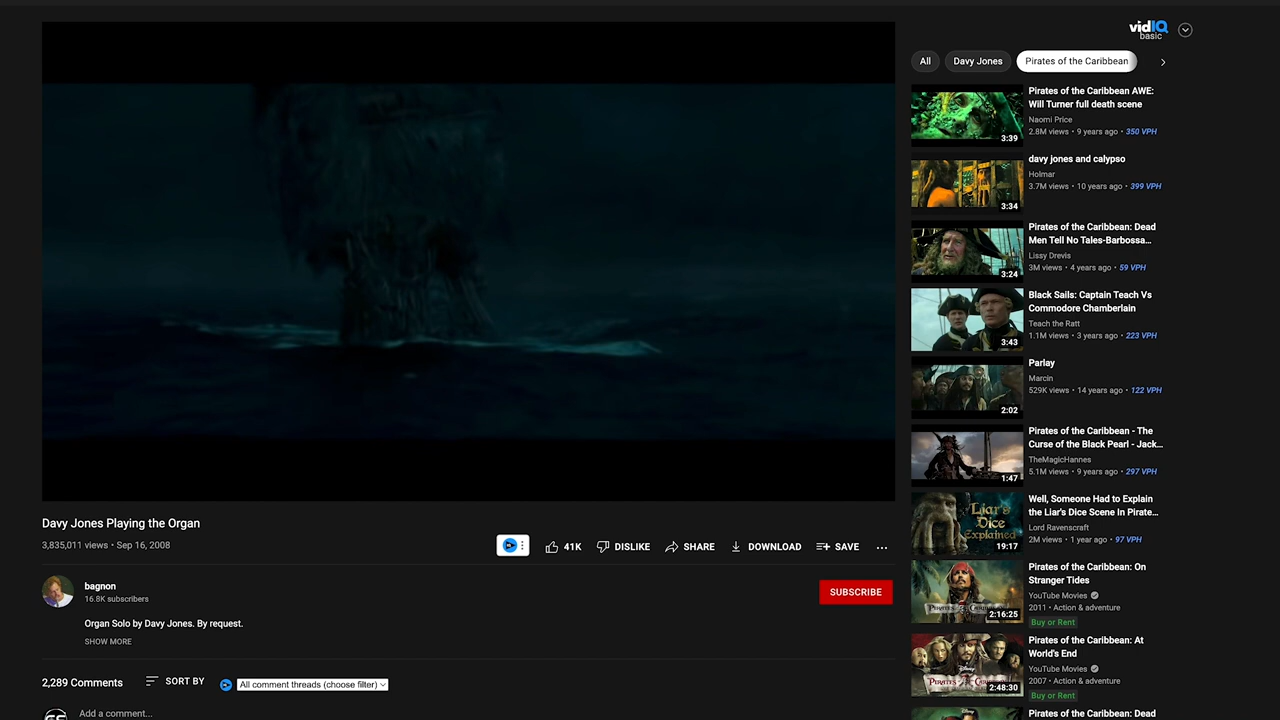 vidIQ
basic
All
Davy Jones
Pirates of the Caribbean
Pirates of the Caribbean AWE:
Will Turner full death scene
Naomi Price
2.8M views • 9 years ago • 350 VPH
3:39
davy jones and calypso
Holmar
3.7M views • 10 years ago • 399 VPH
3:34
Pirates of the Caribbean: Dead
Men Tell No Tales-Barbossa...
Lissy Drevis
3M views • 4 years ago • 59 VPH
3:24
Black Sails: Captain Teach Vs
Commodore Chamberlain
Teach the Ratt
1.1M views • 3 years ago • 223 VPH
3:43
Parlay
Marcin
529K views • 14 years ago • 122 VPH
2:02
Pirates of the Caribbean - The
Curse of the Black Pearl - Jack...
TheMagicHannes
5.1M views • 9 years ago • 297 VPH
1:47
Well, Someone Had to Explain
the Liar's Dice Scene In Pirate...
Lord Ravenscraft
2M views • 1 year ago • 97 VPH
Liar's
Dice
Explained
19:17
Pirates of the Caribbean: On
Stranger Tides
YouTube Movies
2011 • Action & adventure
Buy or Rent
2:16:25
Pirates of the Caribbean: At
World's End
YouTube Movies
2007 • Action & adventure
Buy or Rent
Disney
2:48:30
Pirates of the Caribbean: Dead
Davy Jones Playing the Organ
3,835,011 views • Sep 16, 2008
41K
DISLIKE
SHARE
DOWNLOAD
SAVE
bagnon
16.8K subscribers
SUBSCRIBE
Organ Solo by Davy Jones. By request.
SHOW MORE
2,289 Comments
SORT BY
All comment threads (choose filter)
Add a comment...